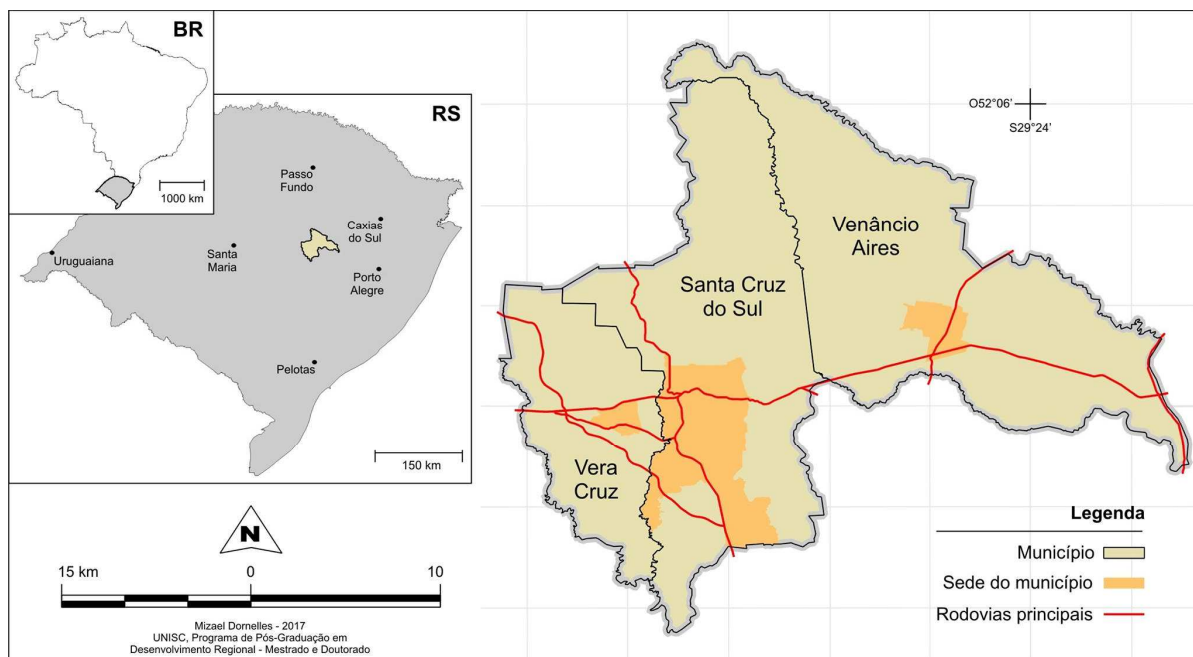 BR
1000 km
RS
Passo
Fundo
Caxias
do Sul
Santa
Maria
Uruguaiana
Porto
Alegre
Pelotas
150 km
N
15 km
0
10
Mizael Dornelles - 2017
UNISC, Programa de Pós-Graduação em
Desenvolvimento Regional - Mestrado e Doutorado
O52°06'
S29°24'
Venâncio
Aires
Santa Cruz
do Sul
Vera
Cruz
Legenda
Município
Sede do município
Rodovias principais